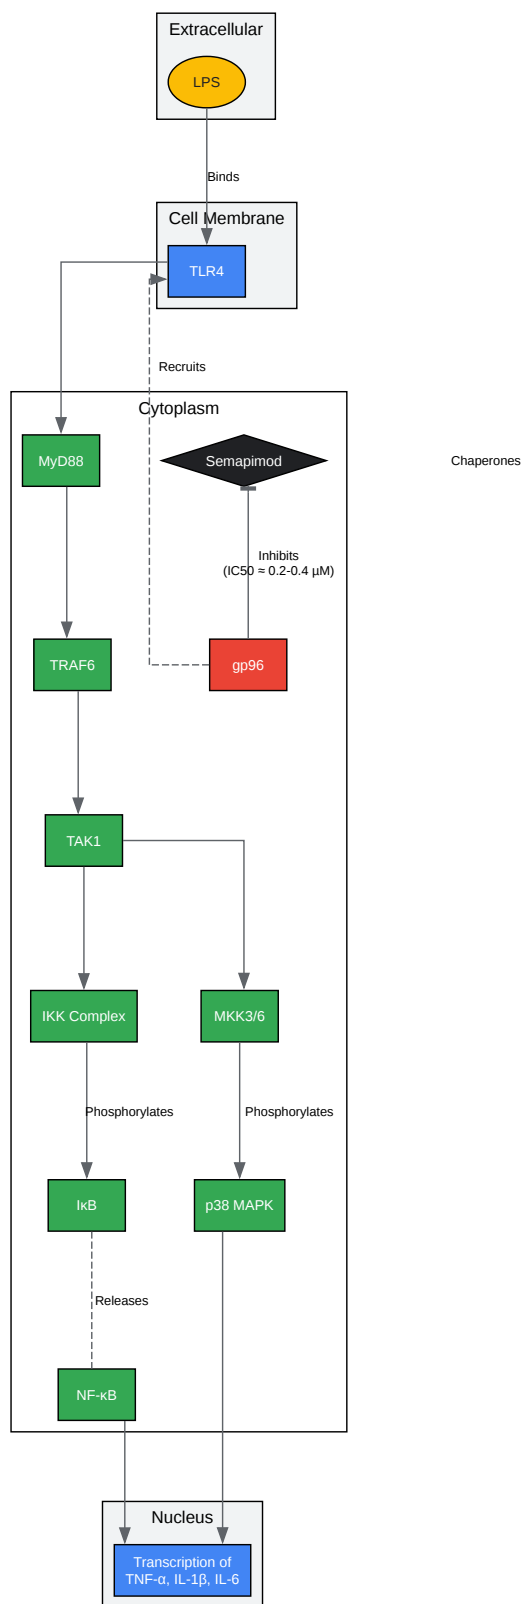 Extracellular
LPS
Binds
Cell Membrane
TLR4
Recruits
Cytoplasm
MyD88
Semapimod
Chaperones
Inhibits
(IC50 ≈ 0.2-0.4 µM)
TRAF6
gp96
TAK1
IKK Complex
MKK3/6
Phosphorylates
Phosphorylates
IκB
p38 MAPK
Releases
NF-κB
Nucleus
Transcription of
TNF-α, IL-1β, IL-6